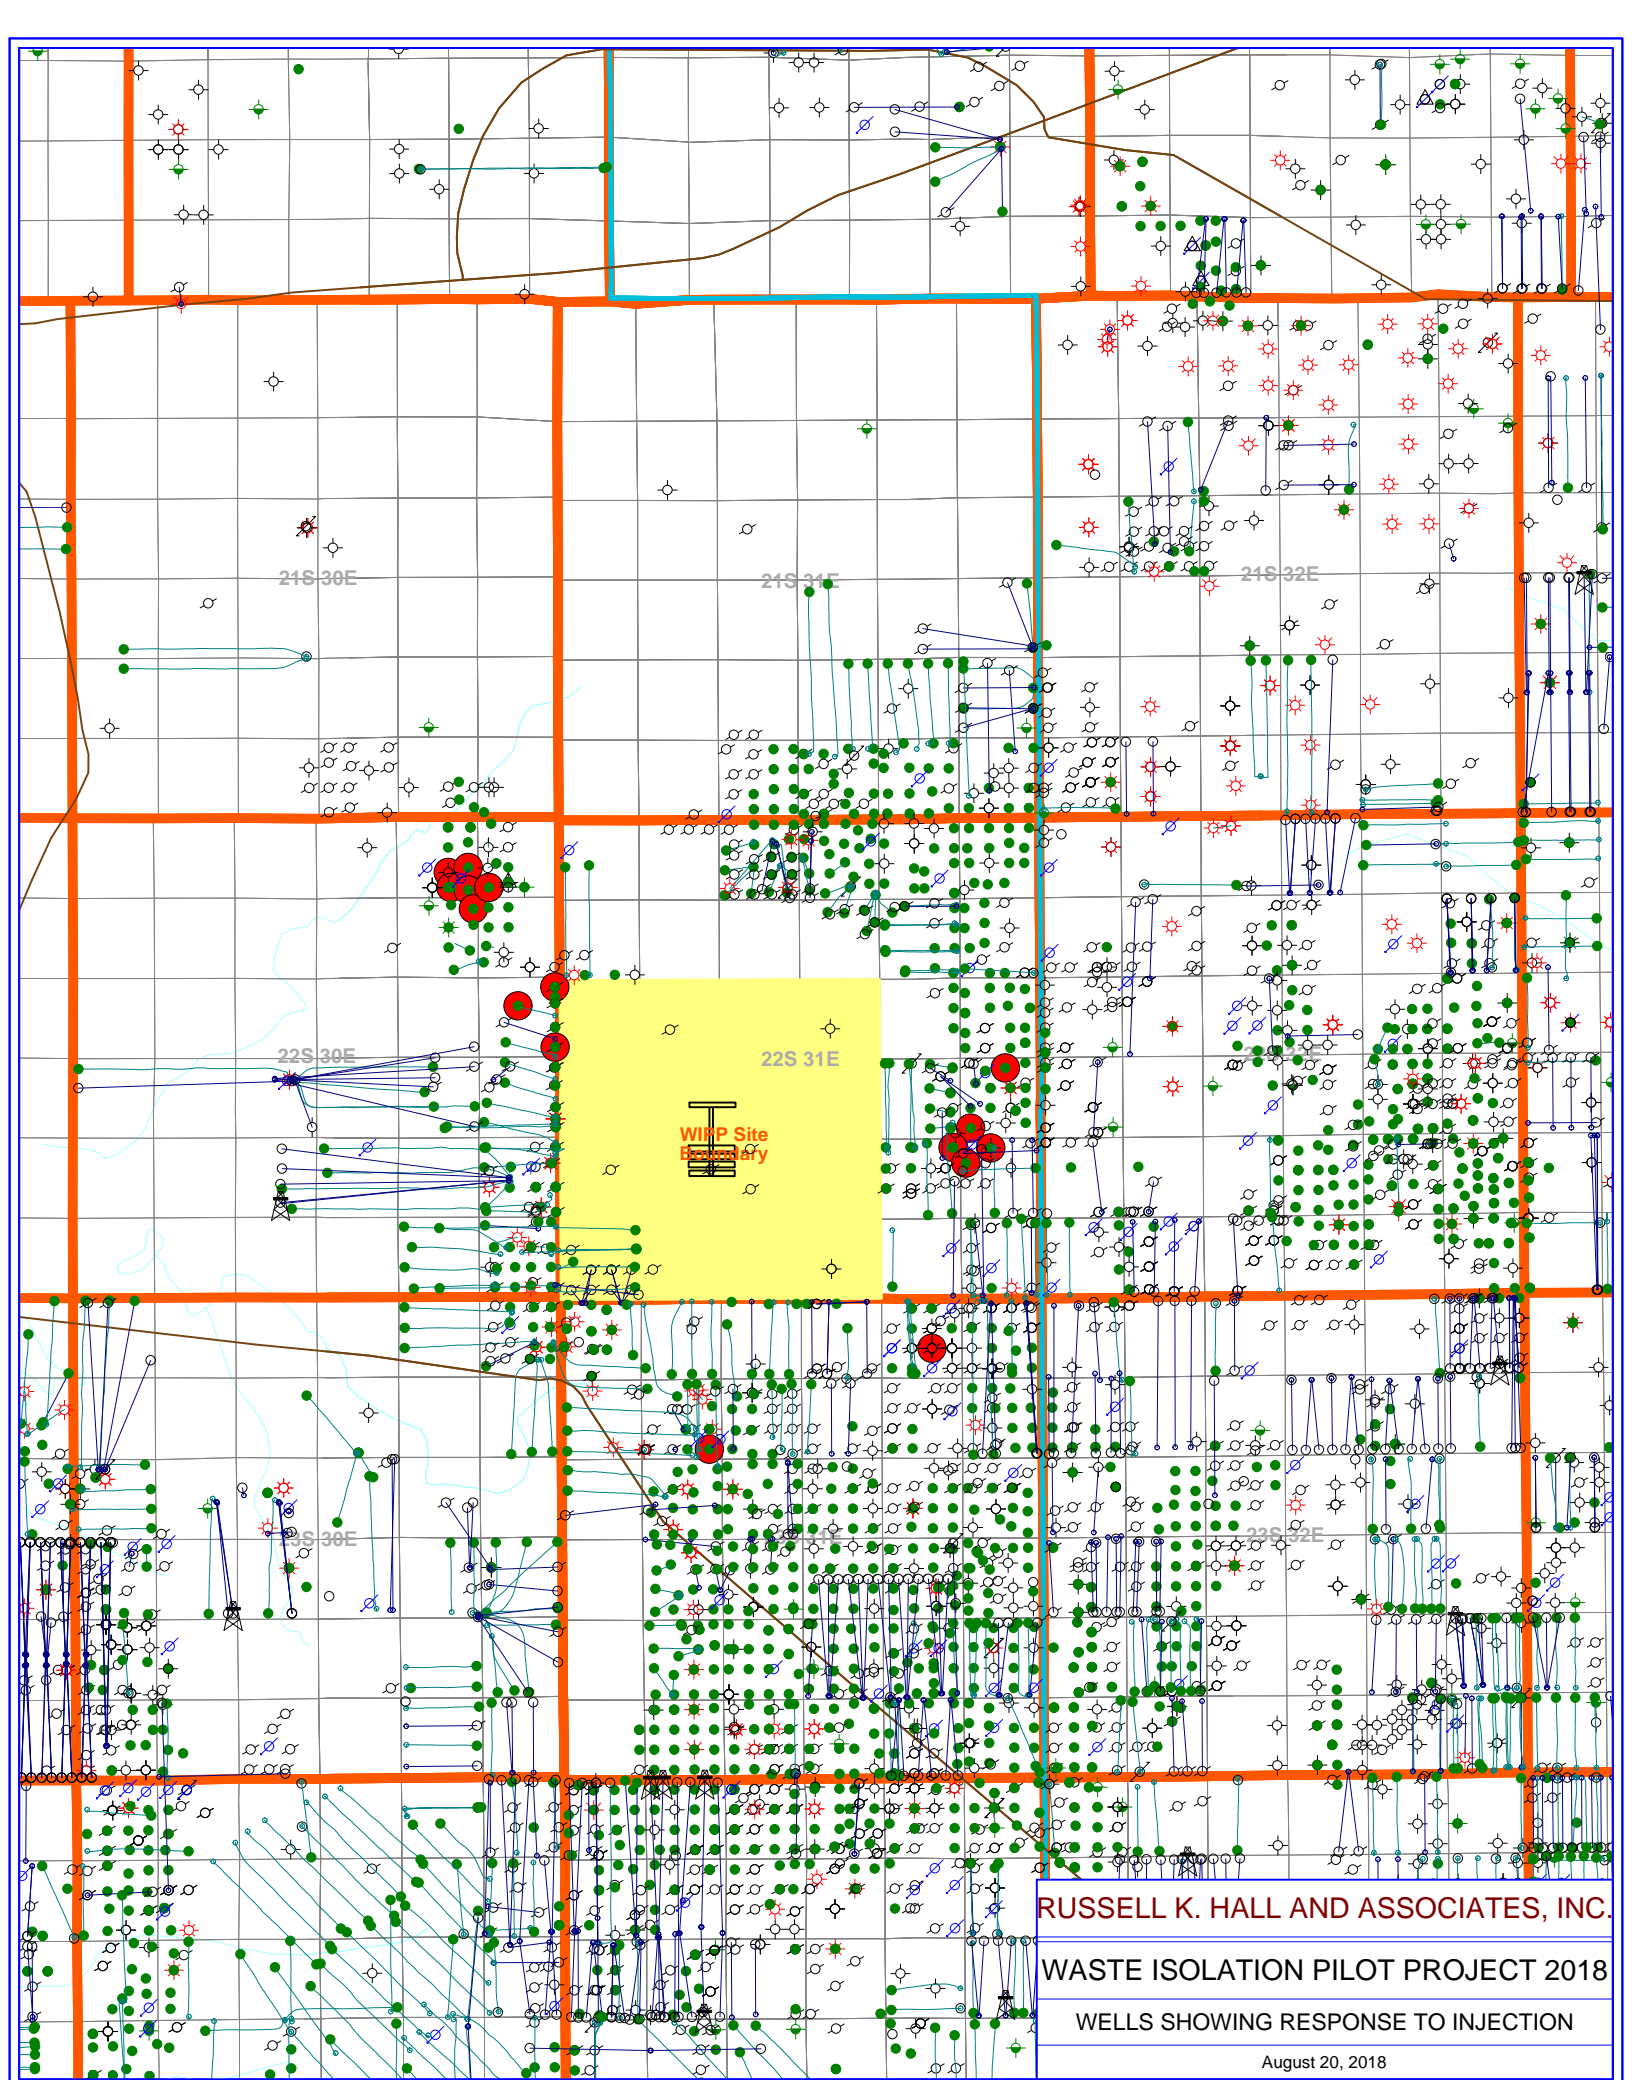 21S 30E
21S 31E
21S 32E
22S 30E
22S 31E
WIPP Site
Boundary
23S 30E
23S 32E
RUSSELL K. HALL AND ASSOCIATES, INC.
WASTE ISOLATION PILOT PROJECT 2018
WELLS SHOWING RESPONSE TO INJECTION
August 20, 2018